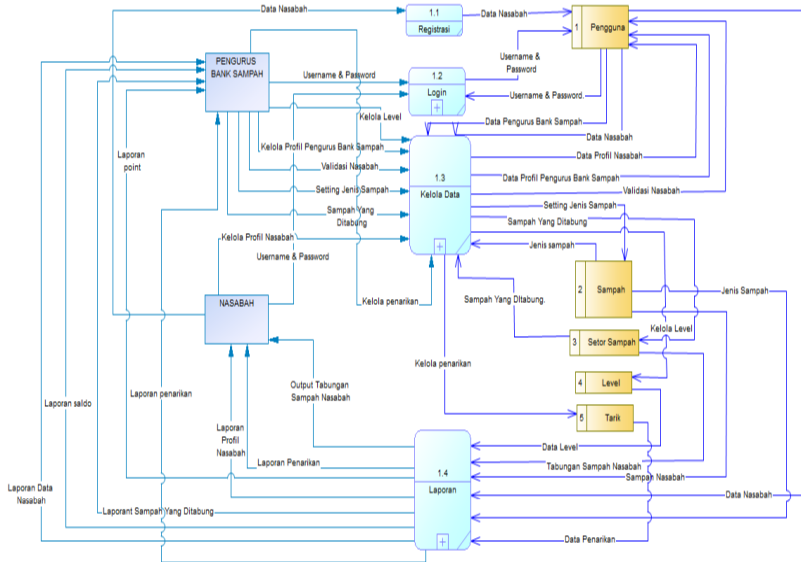 Data Nasabah
1.1
Registrasi
Data Nasabah
1
Pengguna
PENGURUS
BANK SAMPAH
Username & Password
1.2
Login
Username &
Password
Username & Password.
Kelola Level
Data Pengurus Bank Sampah
Data Nasabah
Laporan
point
Kelola Profil Pengurus Bank Sampah
Validasi Nasabah
Setting Jenis Sampah
Sampah Yang
Ditabung
1.3
Kelola Data
Data Profil Nasabah
Data Profil Pengurus Bank Sampah
Validasi Nasabah
Setting Jenis Sampah
Sampah Yang Ditabung
Kelola Profil Nasabah
Username & Password
Jenis sampah
Kelola penarikan
Sampah Yang DItabung.
2
Sampah
Jenis Sampah
NASABAH
Kelola Level
3
Setor Sampah
Kelola penarikan
Laporan saldo
Laporan penarikan
Output Tabungan
Sampah Nasabah
4
Level
5
Tarik
Laporan
Profil
Nasabah
Laporan Penarikan
1.4
Laporan
Data Level
Tabungan Sampah Nasabah
Sampah Nasabah
Laporan Data
Nasabah
Laporant Sampah Yang Ditabung
Data Nasabah
Data Penarikan